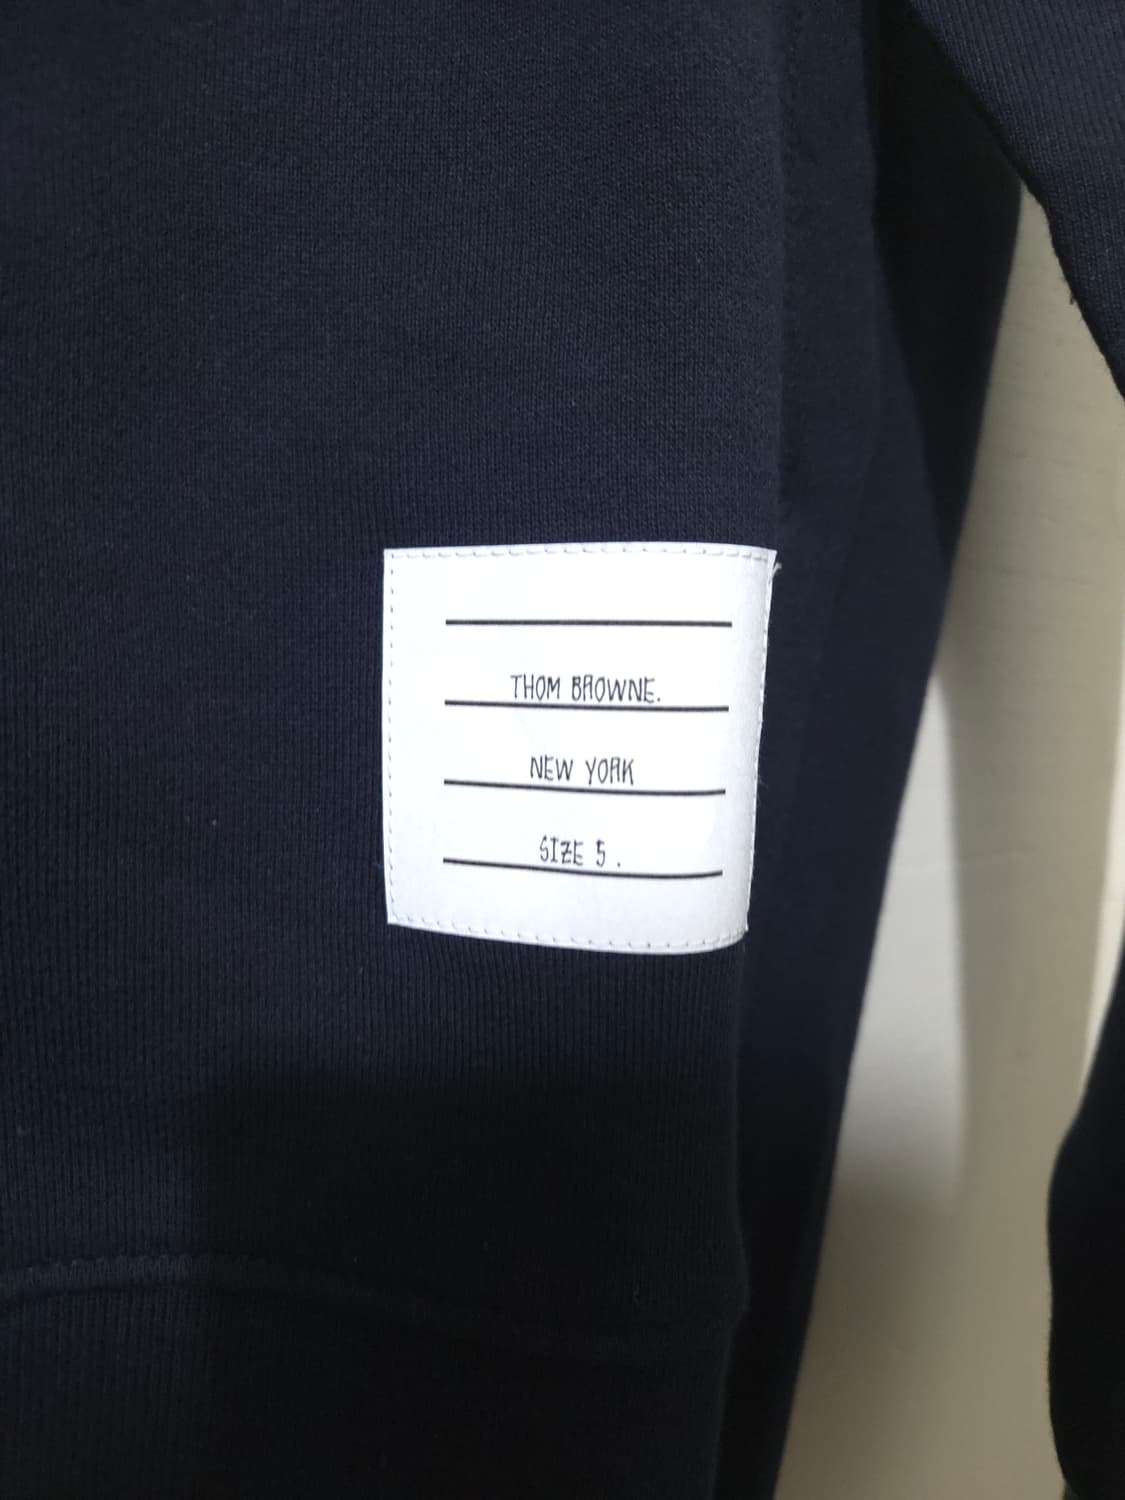 THOM BROWNE.
NEW YORK
SIZE 5 .